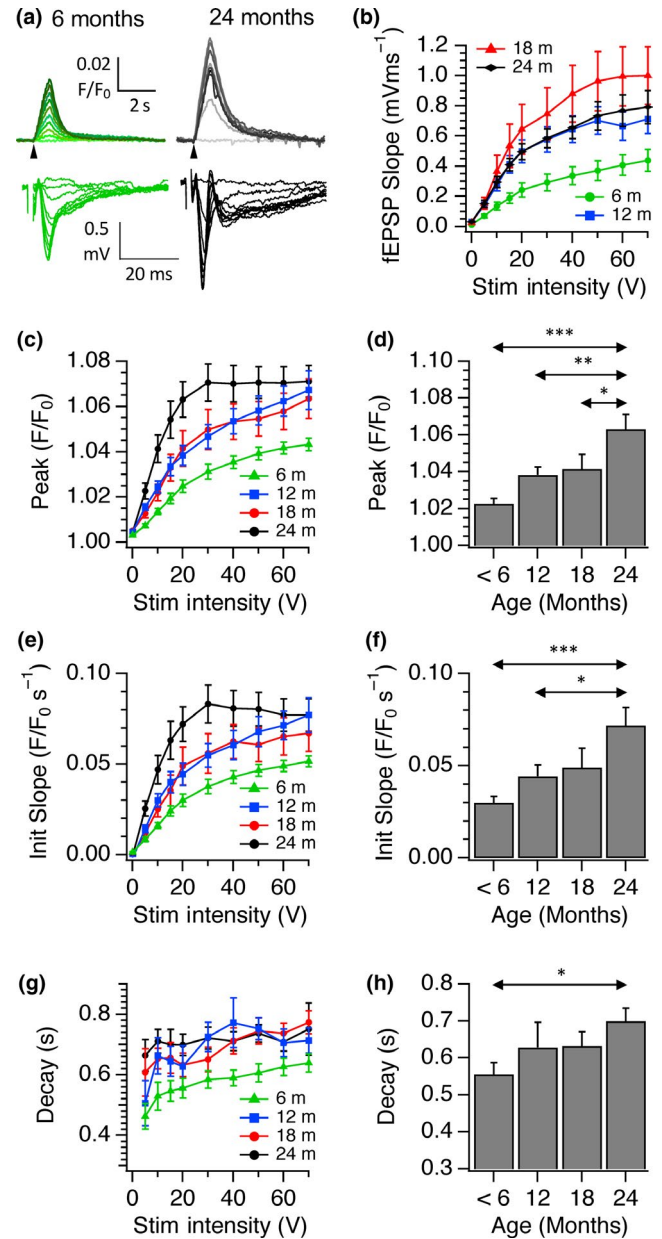 (a) 6 months 24 months
0.02
F/F0
2 s
0.5
mV
20 ms
(b)
fEPSP Slope (mVms−1)
1.2
1.0
0.8
0.6
0.4
0.2
0.0
18 m
24 m
6 m
12 m
0 20 40 60
Stim intensity (V)
(c)
Peak (F/F0)
1.08
1.06
1.04
1.02
1.00
6 m
12 m
18 m
24 m
0 20 40 60
Stim intensity (V)
(d)
Peak (F/F0)
1.10
1.08
1.06
1.04
1.02
1.00
***
**
*
< 6 12 18 24
Age (Months)
(e)
Init Slope (F/F0 s−1)
0.10
0.05
0.00
6 m
12 m
18 m
24 m
0 20 40 60
Stim intensity (V)
(f)
Init Slope (F/F0 s−1)
0.10
0.05
0.00
***
*
< 6 12 18 24
Age (Months)
(g)
Decay (s)
0.8
0.6
0.4
6 m
12 m
18 m
24 m
0 20 40 60
Stim intensity (V)
(h)
Decay (s)
0.8
0.7
0.6
0.5
0.4
0.3
*
< 6 12 18 24
Age (Months)